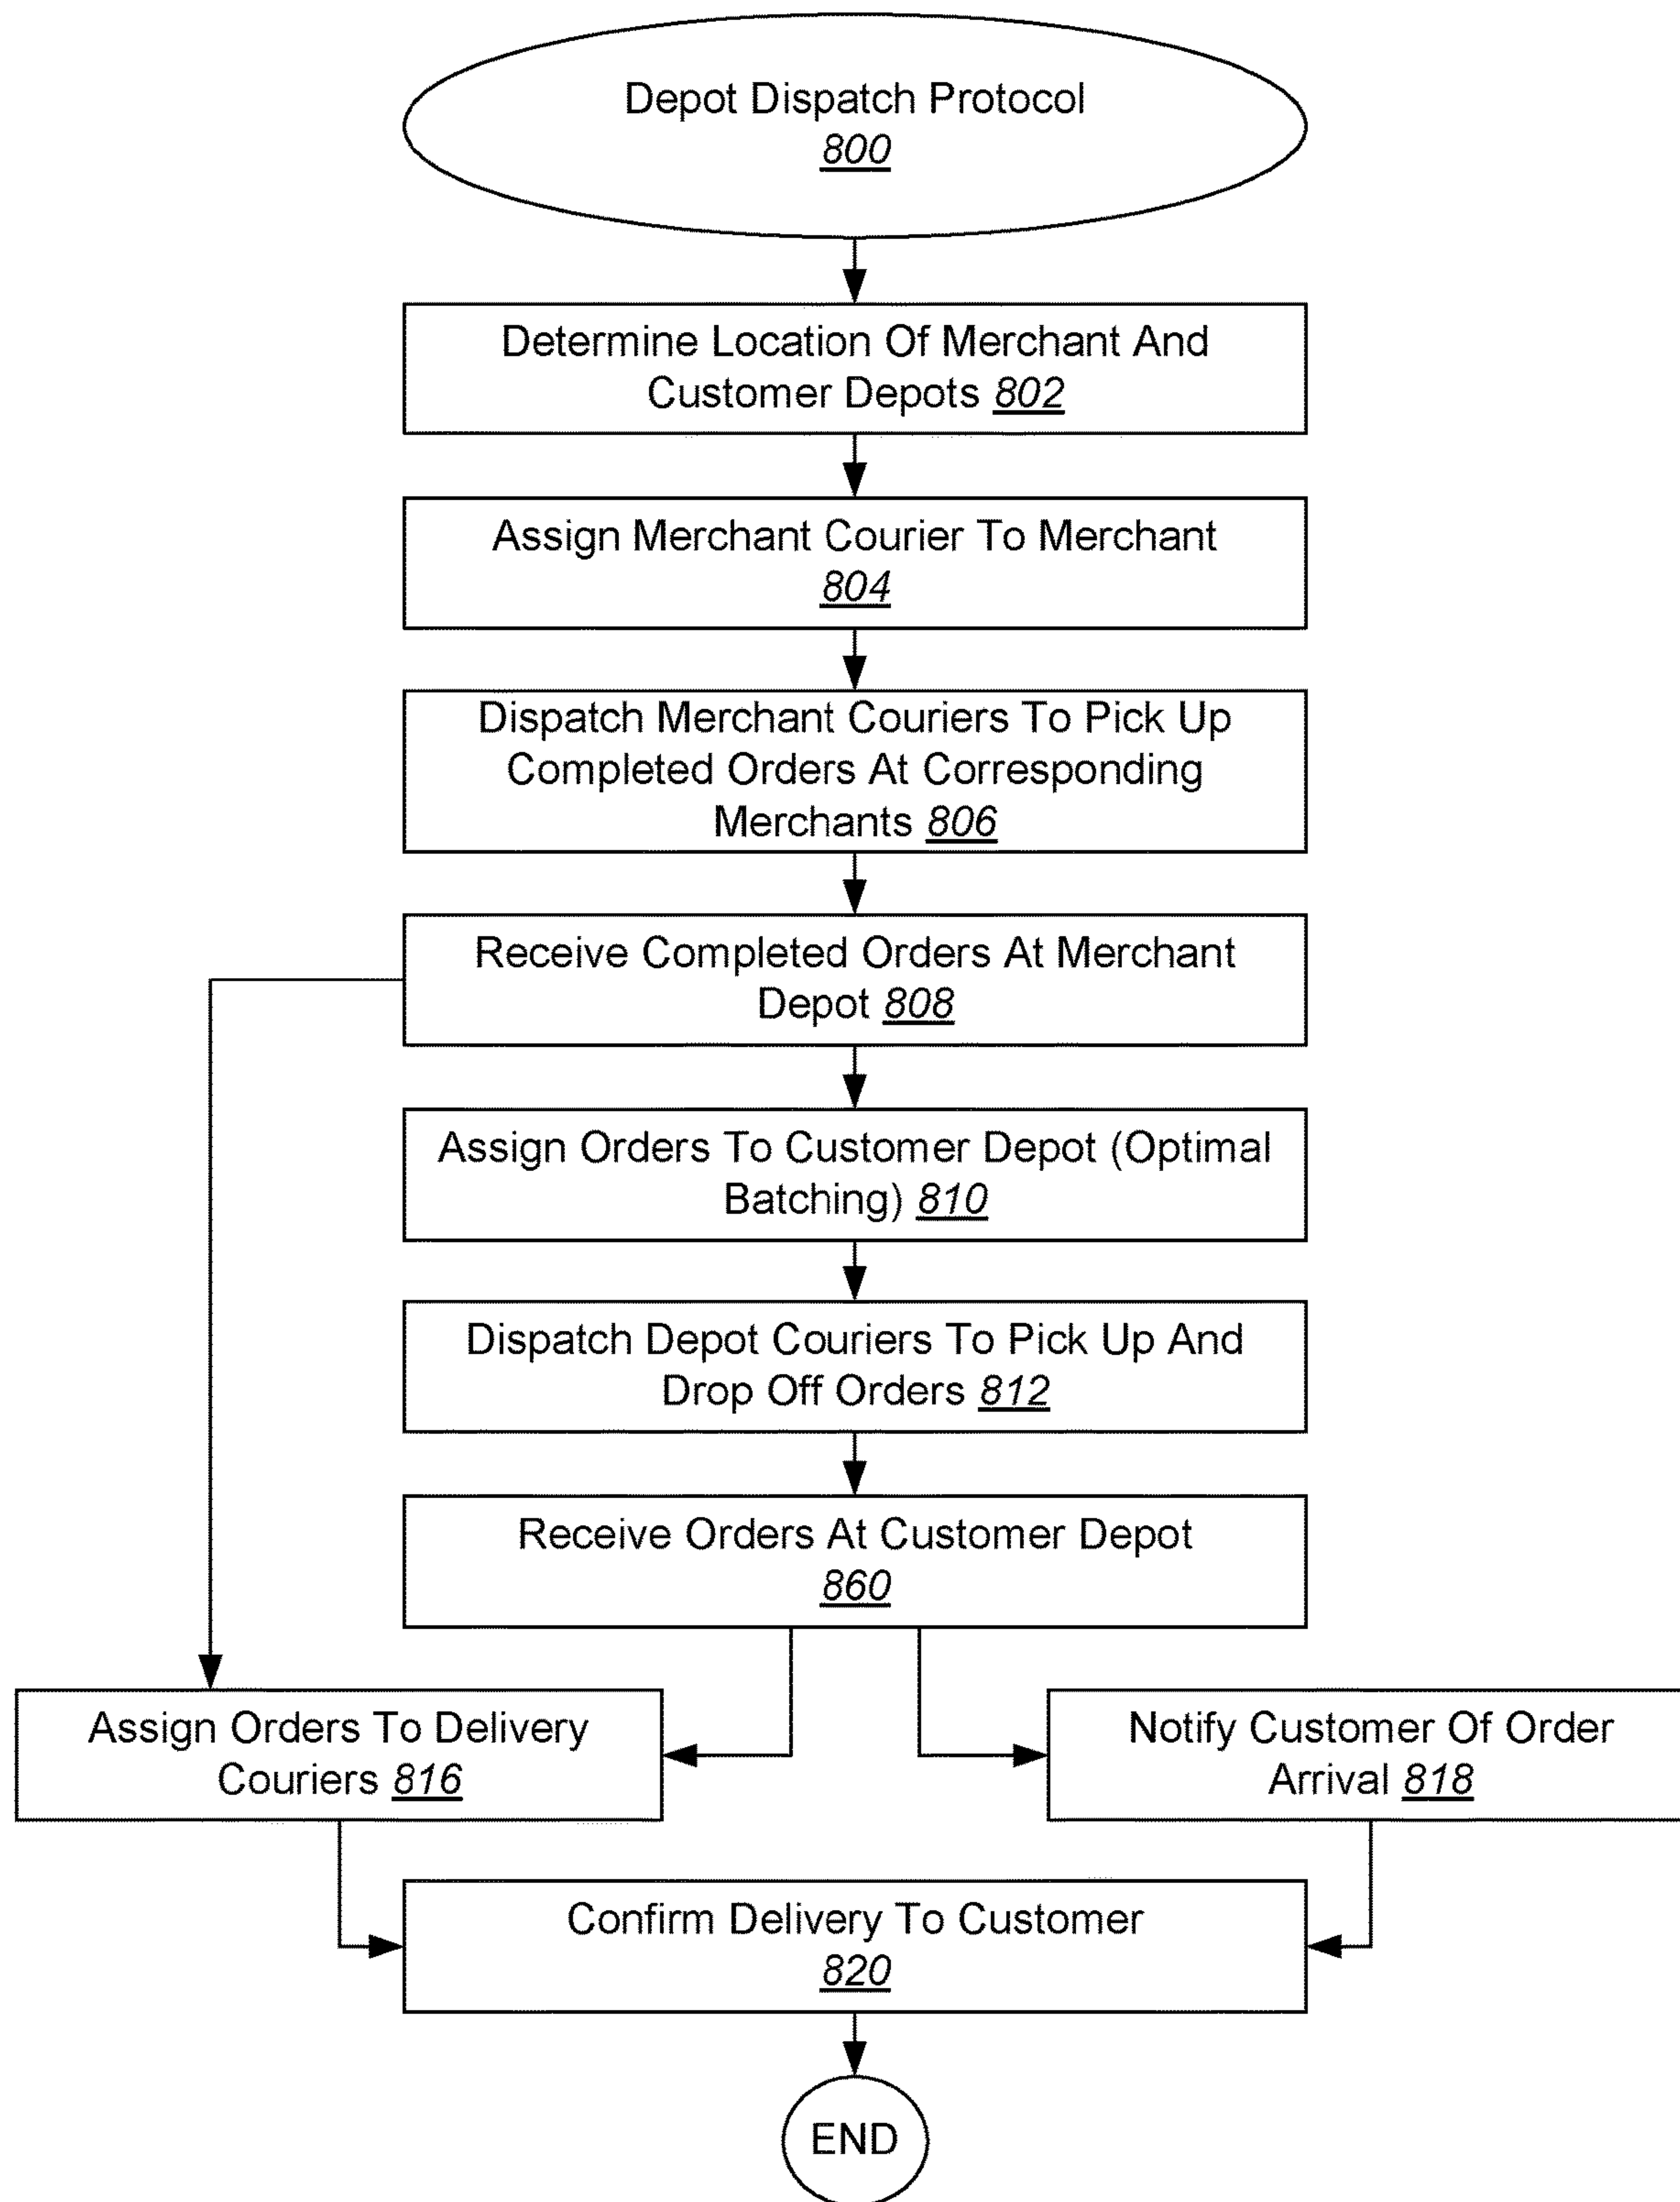 Depot Dispatch Protocol
800
Determine Location Of Merchant And
Customer Depots 802
Assign Merchant Courier To Merchant
804
Dispatch Merchant Couriers To Pick Up
Completed Orders At Corresponding
Merchants 806
Receive Completed Orders At Merchant
Depot 808
Assign Orders To Customer Depot (Optimal
Batching) 810
Dispatch Depot Couriers To Pick Up And
Drop Off Orders 812
Receive Orders At Customer Depot
860
Assign Orders To Delivery
Couriers 816
Notify Customer Of Order
Arrival 818
Confirm Delivery To Customer
820
END